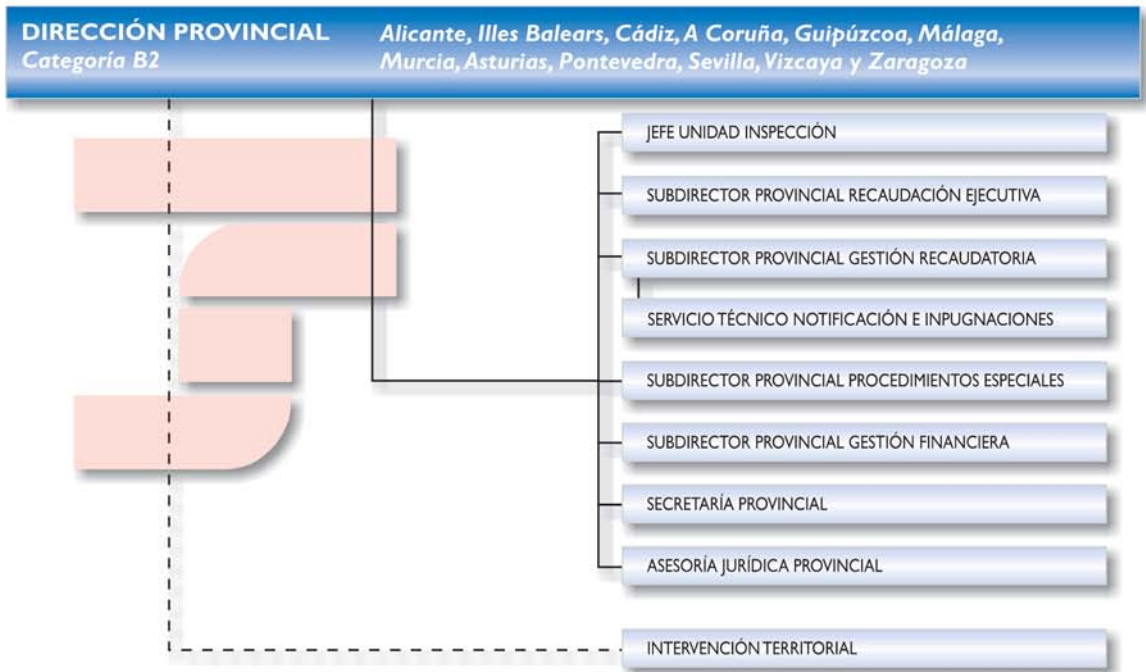 DIRECCIÓN PROVINCIAL
Categoría B2
Alicante, Illes Balears, Cádiz, A Coruña, Guipúzcoa, Málaga,
Murcia, Asturias, Pontevedra, Sevilla, Vizcaya y Zaragoza
JEFE UNIDAD INSPECCIÓN
SUBDIRECTOR PROVINCIAL RECAUDACIÓN EJECUTIVA
SUBDIRECTOR PROVINCIAL GESTIÓN RECAUDATORIA
SERVICIO TÉCNICO NOTIFICACIÓN E INPUGNACIONES
SUBDIRECTOR PROVINCIAL PROCEDIMIENTOS ESPECIALES
SUBDIRECTOR PROVINCIAL GESTIÓN FINANCIERA
SECRETARÍA PROVINCIAL
ASESORÍA JURÍDICA PROVINCIAL
INTERVENCIÓN TERRITORIAL